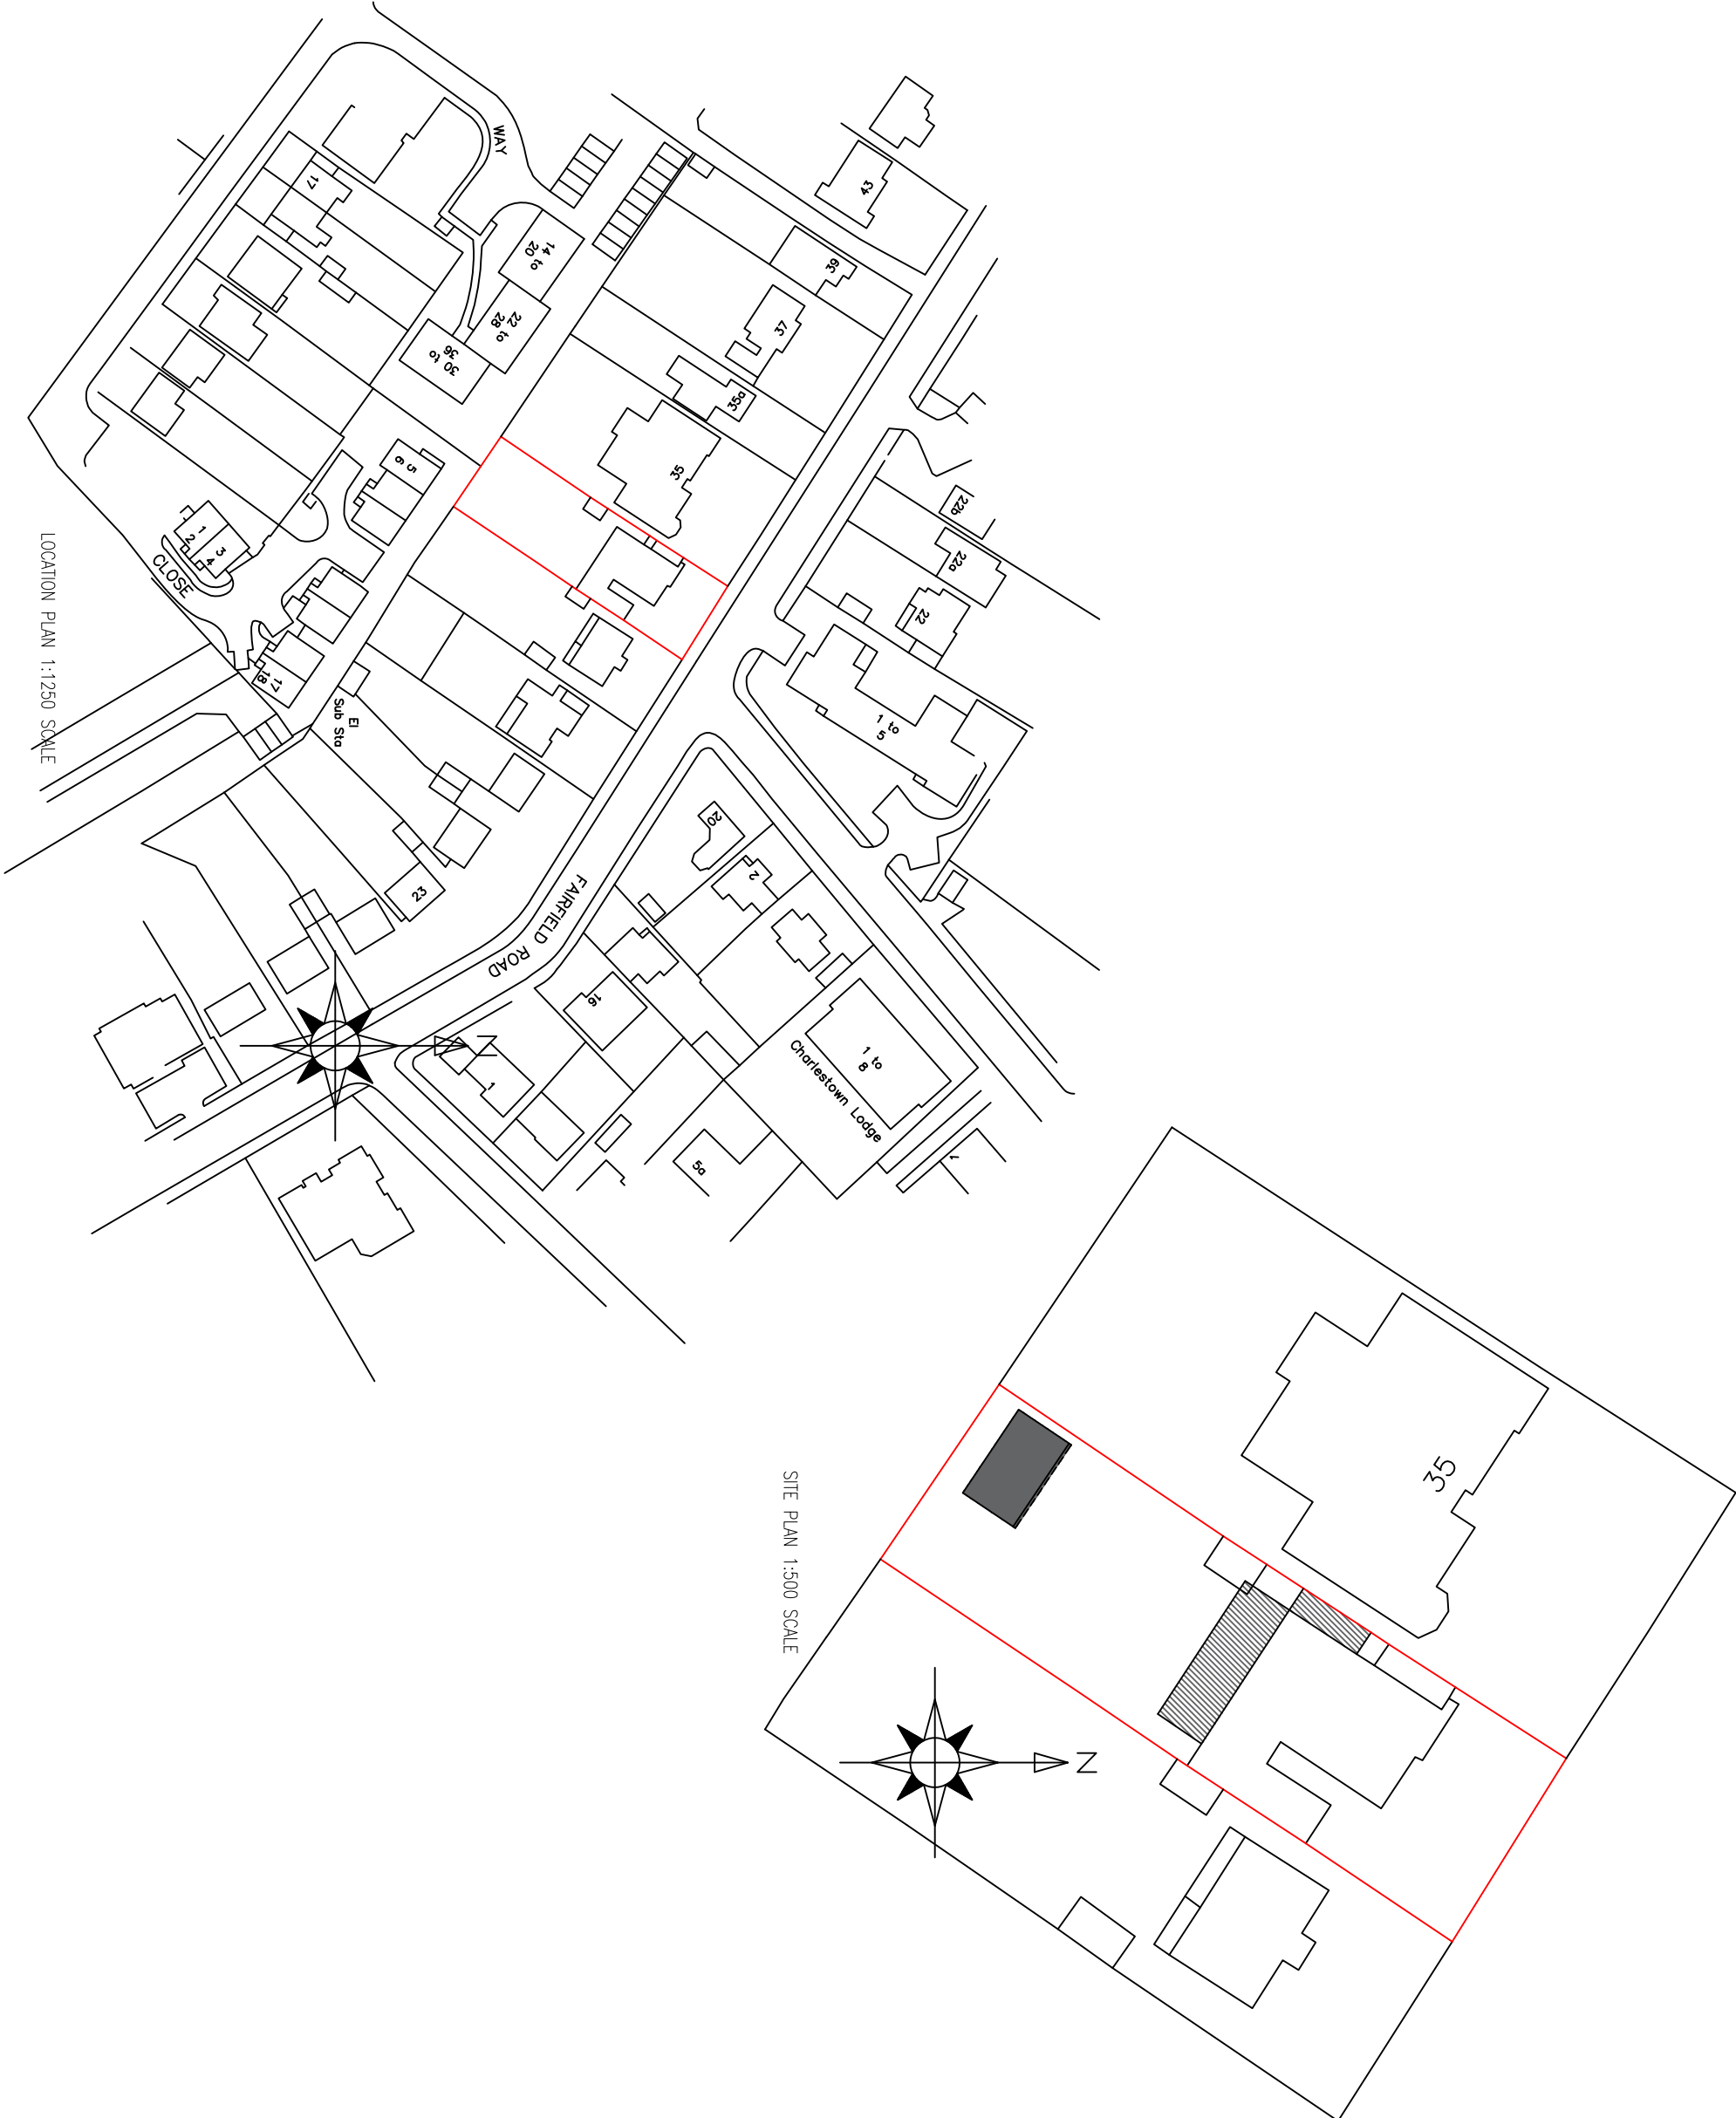 WAY
17
14 to
20
22 to
28
30 to
36
43
39
37
35a
35
22b
22a
22
1 to
5
5
6
1
2
3
4
CLOSE
17
18
El
Sub Sta
23
20
2
FAIRFIELD ROAD
16
1
N
1 to
8
Charlestown Lodge
5a
1
LOCATION PLAN 1:1250 SCALE
35
N
SITE PLAN 1:500 SCALE